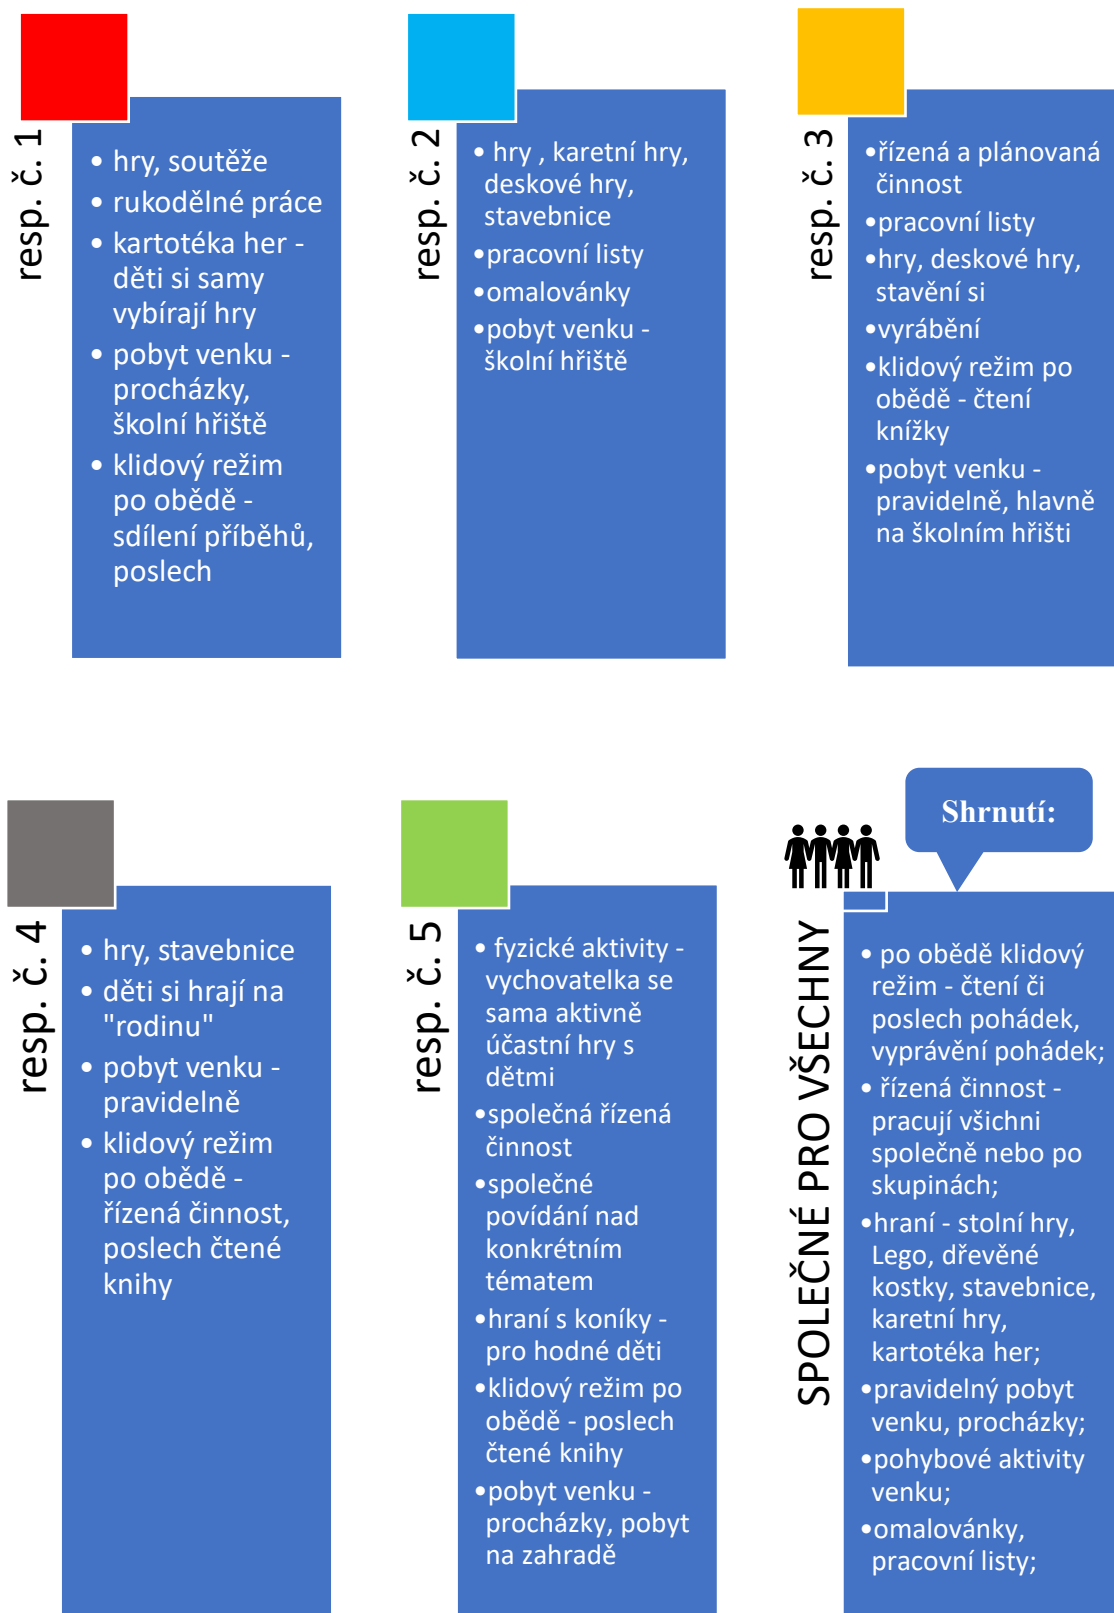 resp. č. 1
• hry, soutěže
• rukodělné práce
• kartotéka her -
děti si samy
vybírají hry
• pobyt venku -
procházky,
školní hřiště
• klidový režim
po obědě -
sdílení příběhů,
poslech
resp. č. 2
• hry , karetní hry,
deskové hry,
stavebnice
•pracovní listy
•omalovánky
•pobyt venku -
školní hřiště
resp. č. 3
•řízená a plánovaná
činnost
•pracovní listy
•hry, deskové hry,
stavění si
•vyrábění
•klidový režim po
obědě - čtení
knížky
•pobyt venku -
pravidelně, hlavně
na školním hřišti
resp. č. 4
• hry, stavebnice
• děti si hrají na
"rodinu"
• pobyt venku -
pravidelně
• klidový režim
po obědě -
řízená činnost,
poslech čtené
knihy
resp. č. 5
• fyzické aktivity -
vychovatelka se
sama aktivně
účastní hry s
dětmi
•společná řízená
činnost
•společné
povídání nad
konkrétním
tématem
•hraní s koníky -
pro hodné děti
•klidový režim po
obědě - poslech
čtené knihy
•pobyt venku -
procházky, pobyt
na zahradě
Shrnutí:
SPOLEČNÉ PRO VŠECHNY
• po obědě klidový
režim - čtení či
poslech pohádek,
vyprávění pohádek;
• řízená činnost -
pracují všichni
společně nebo po
skupinách;
•hraní - stolní hry,
Lego, dřevěné
kostky, stavebnice,
karetní hry,
kartotéka her;
•pravidelný pobyt
venku, procházky;
•pohybové aktivity
venku;
•omalovánky,
pracovní listy;